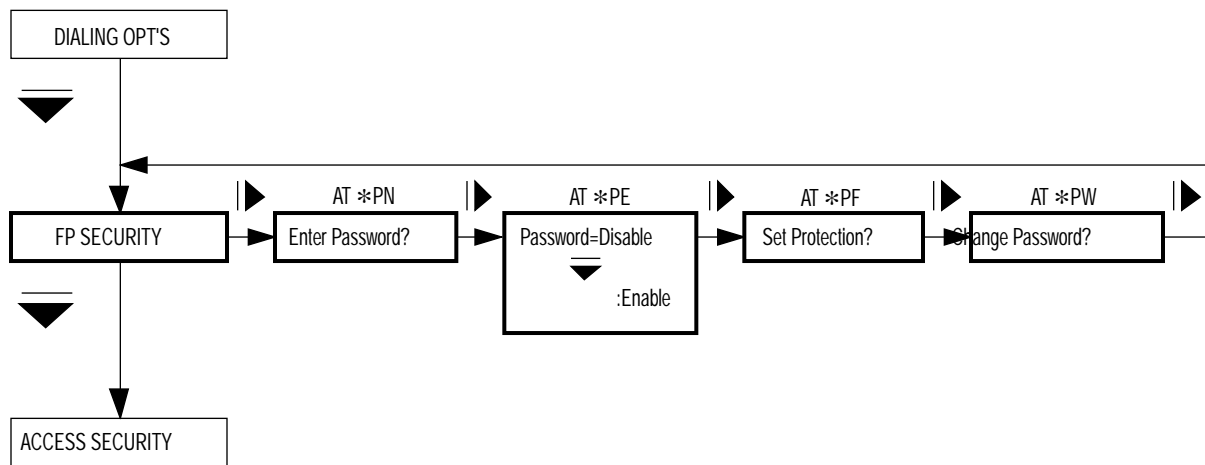 DIALING OPT'S
AT *PN
AT *PE
AT *PF
AT *PW
FP SECURITY
Enter Password?
Password=Disable
:Enable
Set Protection?
Change Password?
ACCESS SECURITY